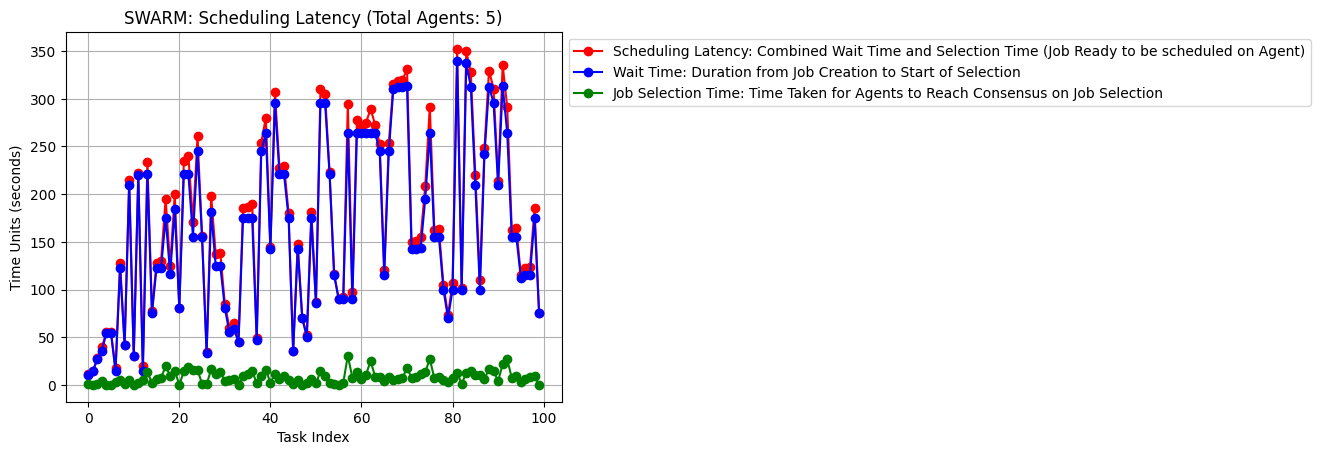 SWARM: Scheduling Latency (Total Agents: 5)
Scheduling Latency: Combined Wait Time and Selection Time (Job Ready to be scheduled on Agent)
Wait Time: Duration from Job Creation to Start of Selection
Job Selection Time: Time Taken for Agents to Reach Consensus on Job Selection
Time Units (seconds)
350
300
250
200
150
100
50
0
0 20 40 60 80 100
Task Index